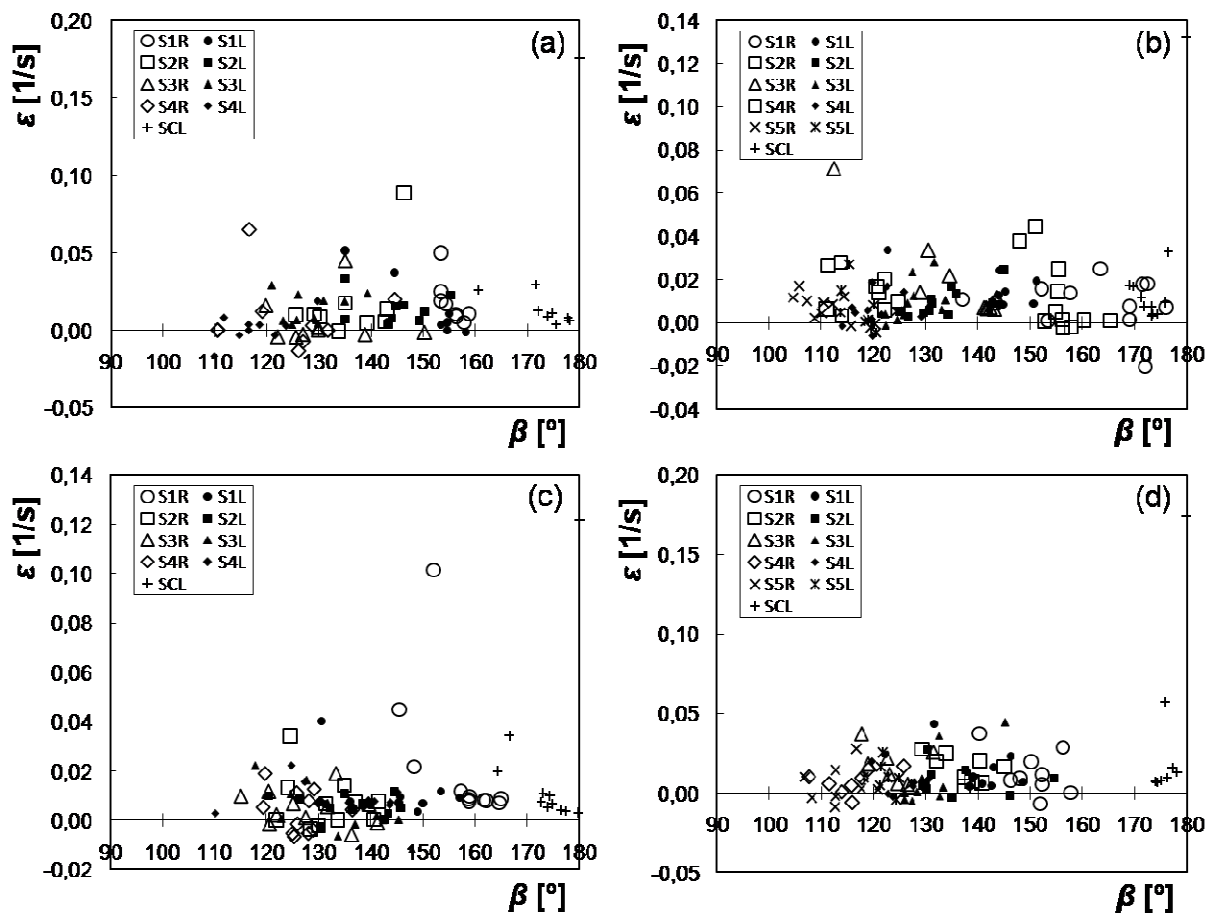 (a)
ε [1/s]
0,20
0,15
0,10
0,05
0,00
–0,05
S1R S1L
S2R S2L
S3R S3L
S4R S4L
SCL
90 100 110 120 130 140 150 160 170 180
β [º]
(b)
ε [1/s]
0,14
0,12
0,10
0,08
0,06
0,04
0,02
0,00
–0,02
–0,04
S1R S1L
S2R S2L
S3R S3L
S4R S4L
S5R S5L
SCL
90 100 110 120 130 140 150 160 170 180
β [º]
(c)
ε [1/s]
0,14
0,12
0,10
0,08
0,06
0,04
0,02
0,00
–0,02
S1R S1L
S2R S2L
S3R S3L
S4R S4L
SCL
90 100 110 120 130 140 150 160 170 180
β [º]
(d)
ε [1/s]
0,20
0,15
0,10
0,05
0,00
–0,05
S1R S1L
S2R S2L
S3R S3L
S4R S4L
S5R S5L
SCL
90 100 110 120 130 140 150 160 170 180
β [º]